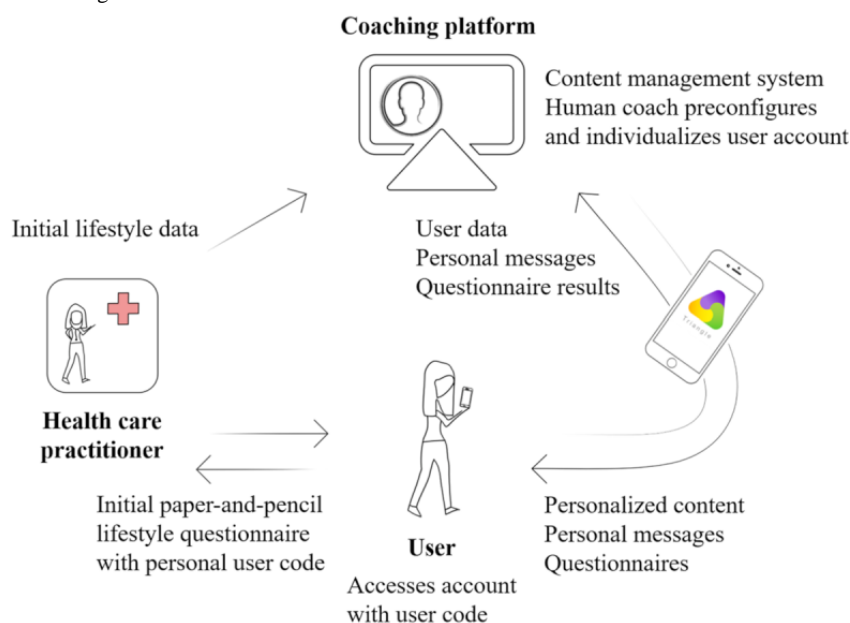 Coaching platform
Content management system
Human coach preconfigures
and individualizes user account
Initial lifestyle data
User data
Personal messages
Questionnaire results
Triangle
Health care
practitioner
Initial paper-and-pencil
lifestyle questionnaire
with personal user code
User
Accesses account
with user code
Personalized content
Personal messages
Questionnaires